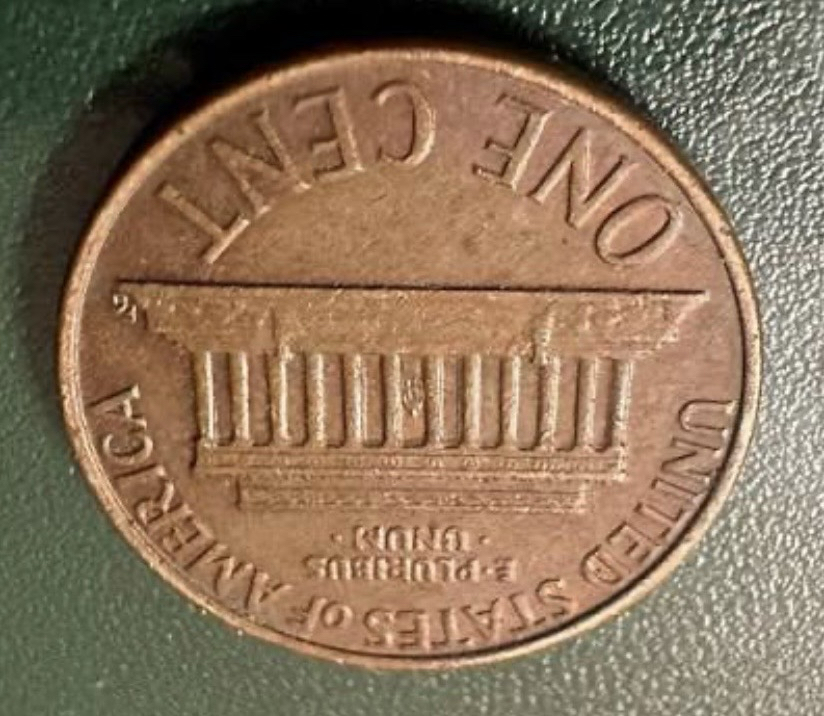 UNITED STATES OF AMERICA
E·PLURIBUS
· UNUM ·
ONE CENT